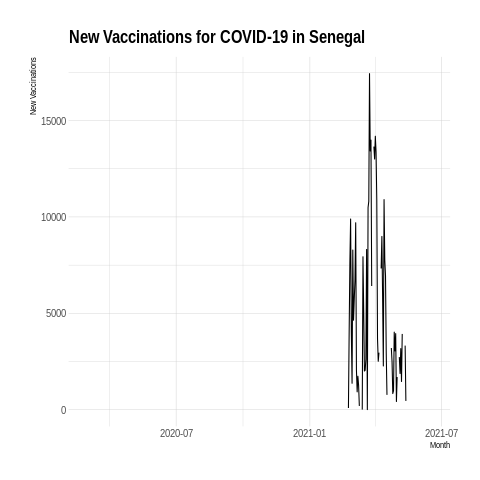 New Vaccinations for COVID-19 in Senegal
New Vaccinations
15000
10000
5000
0
2020-07
2021-01
2021-07
Month